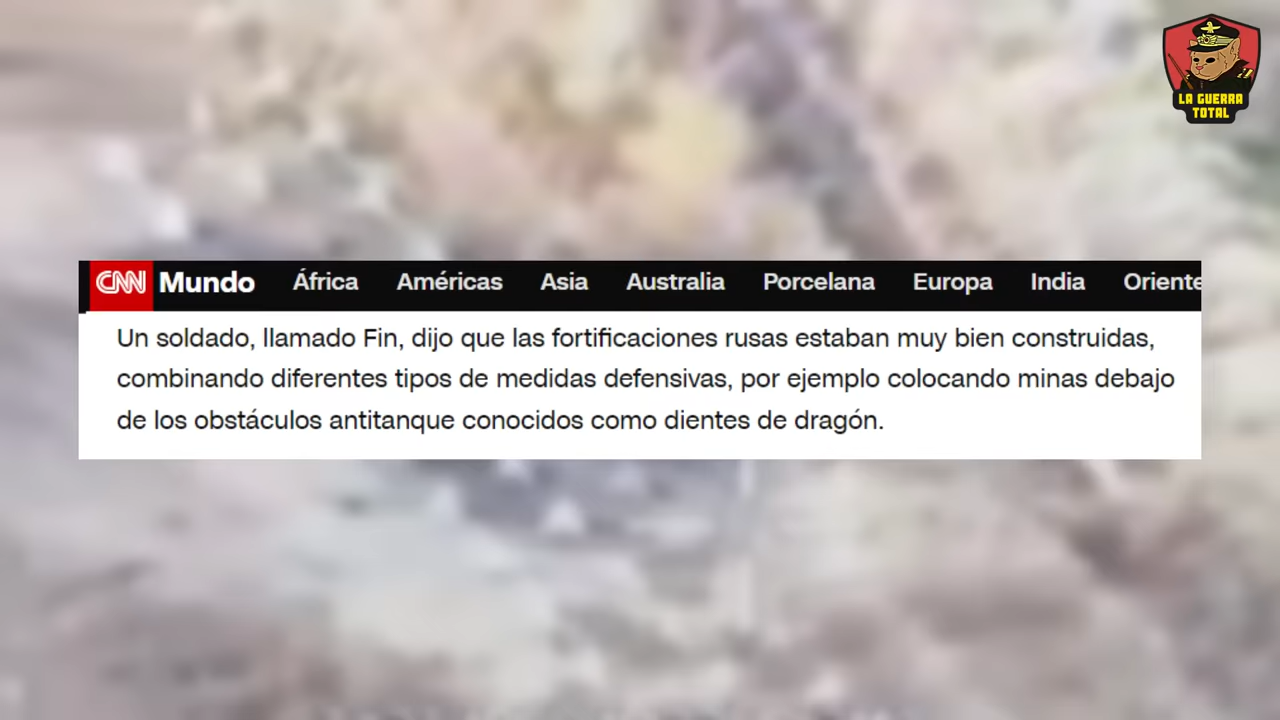 LA GUERRA
TOTAL
CNN Mundo África Américas Asia Australia Porcelana Europa India Oriente
Un soldado, llamado Fin, dijo que las fortificaciones rusas estaban muy bien construidas,
combinando diferentes tipos de medidas defensivas, por ejemplo colocando minas debajo
de los obstáculos antitanque conocidos como dientes de dragón.